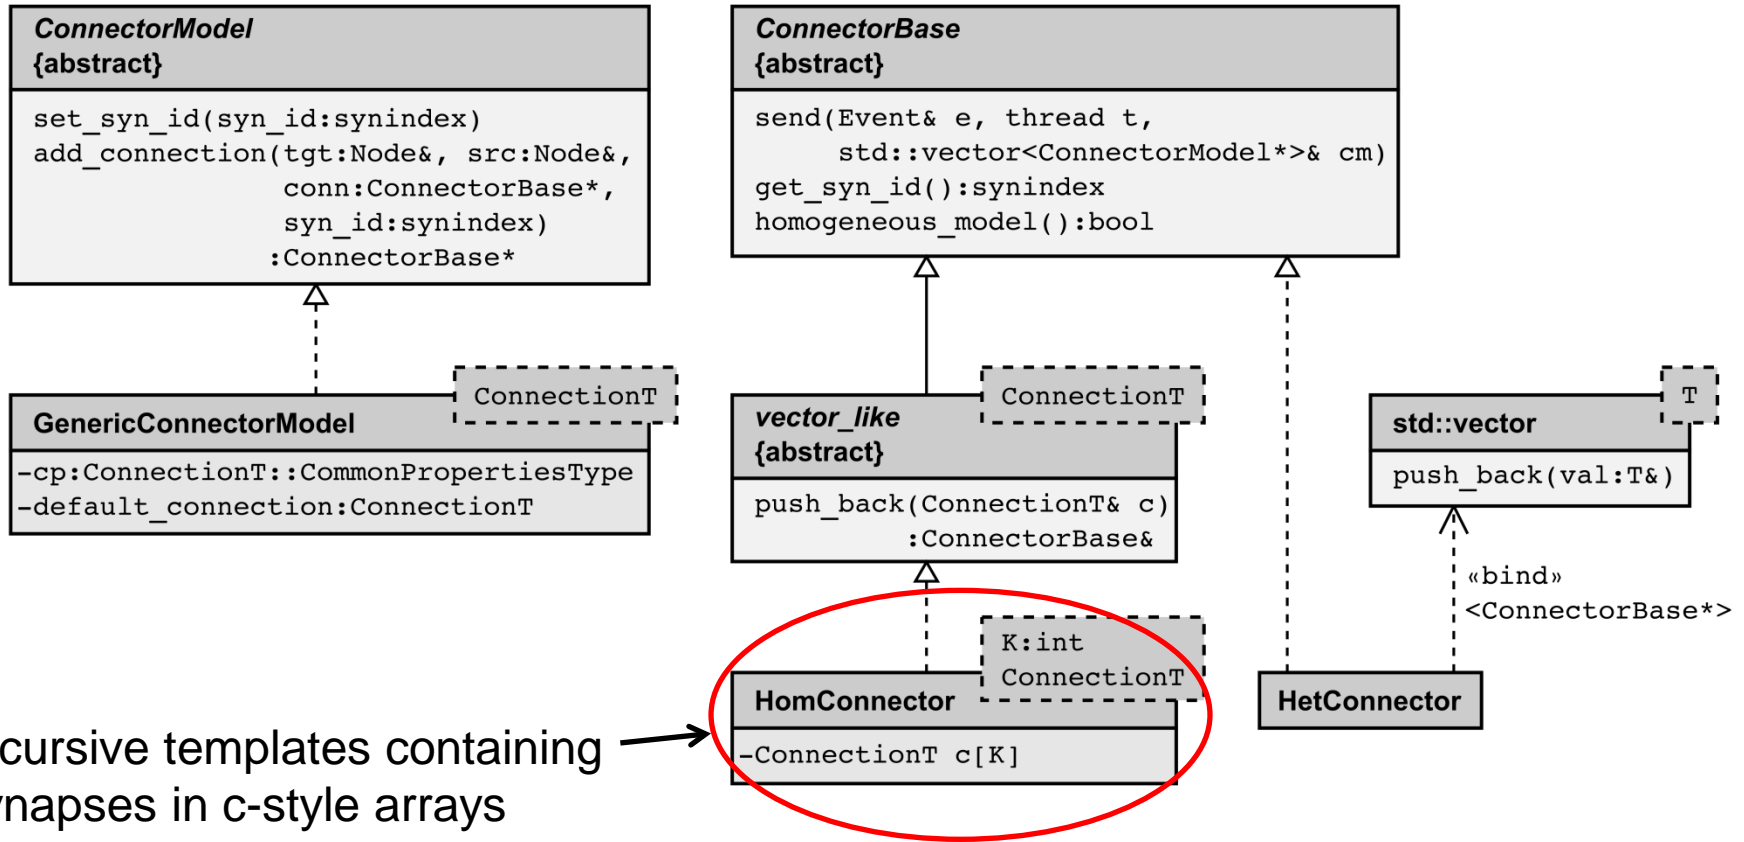 ConnectorModel
{abstract}
set_syn_id(syn_id:synindex)
add_connection(tgt:Node&, src:Node&,
conn:ConnectorBase*,
syn_id:synindex)
:ConnectorBase*
ConnectorBase
{abstract}
send(Event& e, thread t,
std::vector<ConnectorModel*>& cm)
get_syn_id():synindex
homogeneous_model():bool
ConnectionT
GenericConnectorModel
-cp:ConnectionT::CommonPropertiesType
-default_connection:ConnectionT
ConnectionT
vector_like
{abstract}
push_back(ConnectionT& c)
:ConnectorBase&
T
std::vector
push_back(val:T&)
«bind»
<ConnectorBase*>
K:int
ConnectionT
HomConnector
-ConnectionT c[K]
HetConnector
cursive templates containing
ynapses in c-style arrays